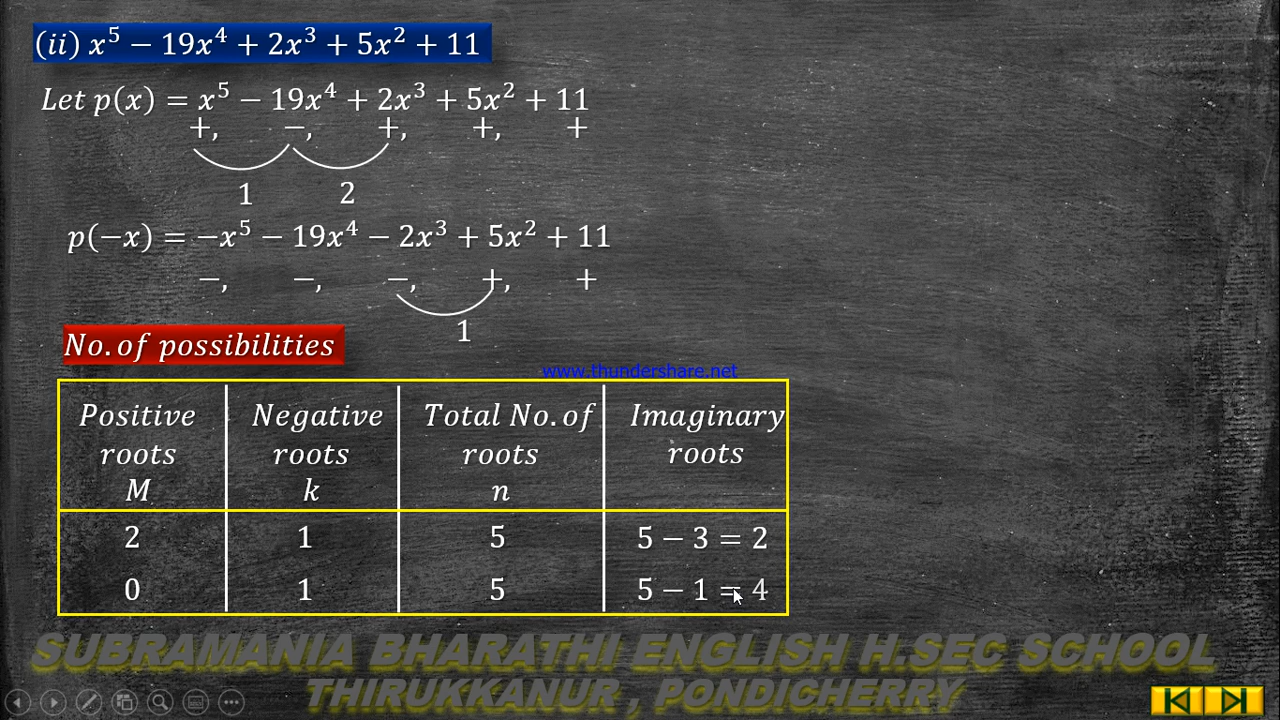 (ii) x⁵ − 19x⁴ + 2x³ + 5x² + 11
Let p(x) = x⁵ − 19x⁴ + 2x³ + 5x² + 11
+, −, +, +, +
1 2
p(−x) = −x⁵ − 19x⁴ − 2x³ + 5x² + 11
−, −, −, +, +
1
No. of possibilities
www.thundershare.net
Positive Negative Total No. of Imaginary
roots roots roots roots
M k n
2 1 5 5 − 3 = 2
0 1 5 5 − 1 = 4
SUBRAMANIA BHARATHI ENGLISH H.SEC SCHOOL
THIRUKKANUR , PONDICHERRY